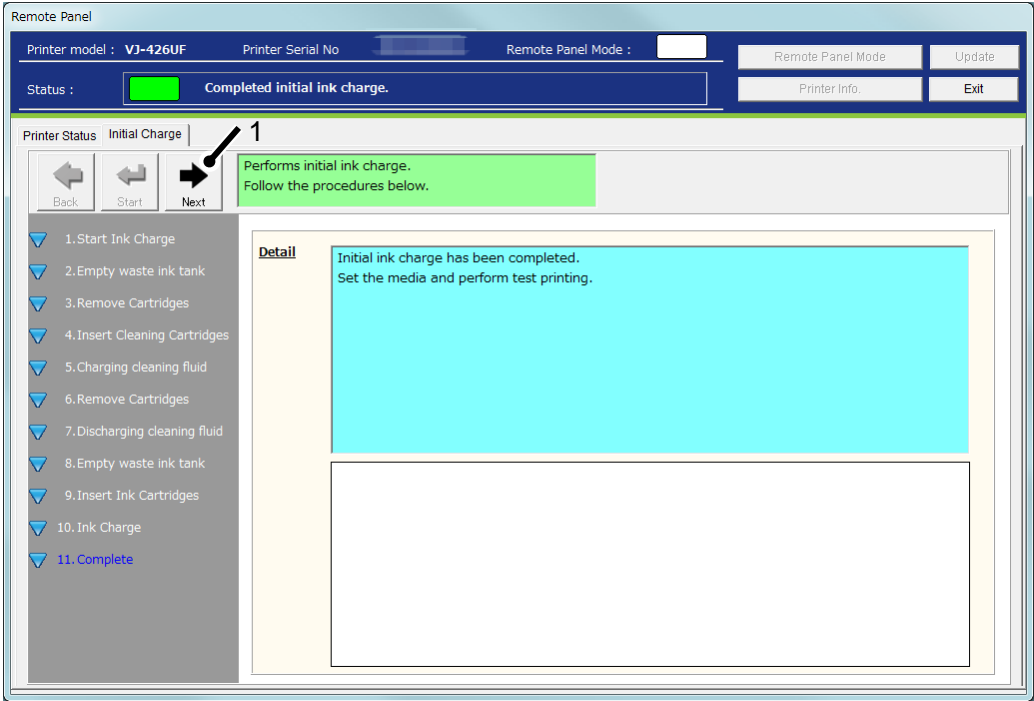 Remote Panel
Printer model : VJ-426UF Printer Serial No Remote Panel Mode :
Remote Panel Mode Update
Status : Completed initial ink charge.
Printer Info. Exit
Printer Status Initial Charge 1
Back Start Next
Performs initial ink charge.
Follow the procedures below.
1.Start Ink Charge
2.Empty waste ink tank
3.Remove Cartridges
4.Insert Cleaning Cartridges
5.Charging cleaning fluid
6.Remove Cartridges
7.Discharging cleaning fluid
8.Empty waste ink tank
9.Insert Ink Cartridges
10.Ink Charge
11.Complete
Detail
Initial ink charge has been completed.
Set the media and perform test printing.